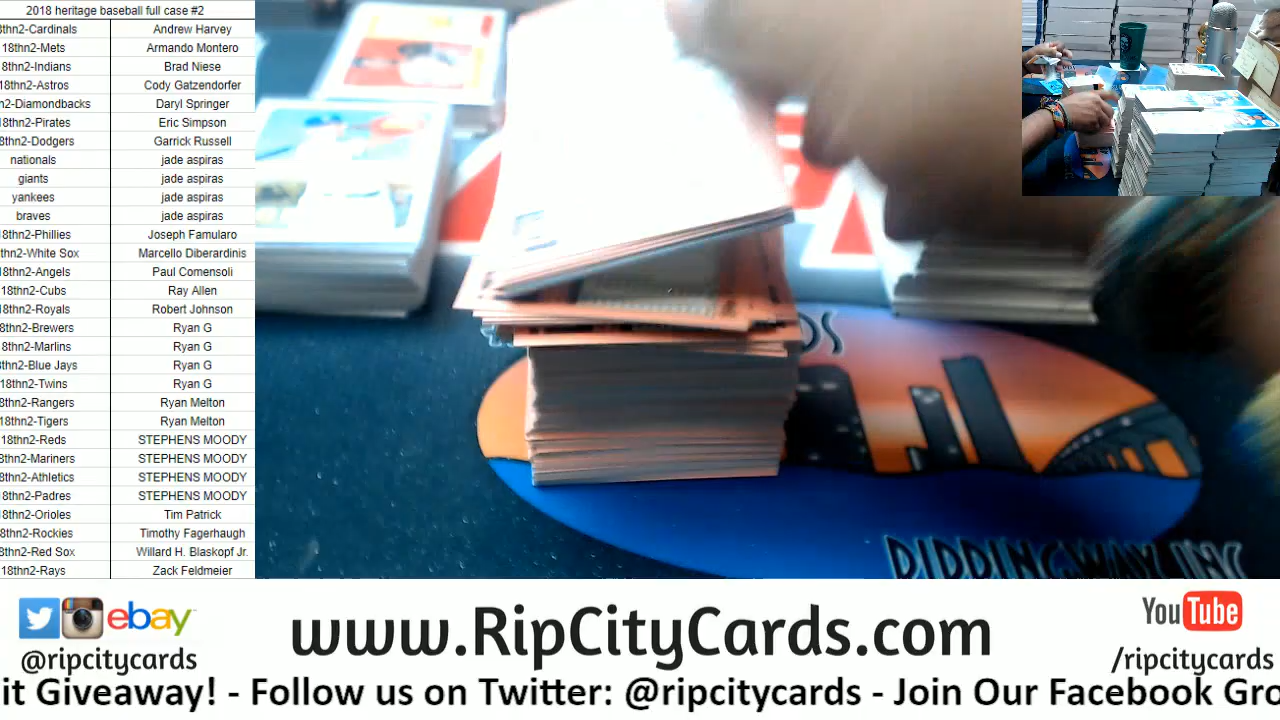 2018 heritage baseball full case #2
8thn2-Cardinals Andrew Harvey
18thn2-Mets Armando Montero
8thn2-Indians Brad Niese
18thn2-Astros Cody Gatzendorfer
n2-Diamondbacks Daryl Springer
18thn2-Pirates Eric Simpson
8thn2-Dodgers Garrick Russell
nationals jade aspiras
giants jade aspiras
yankees jade aspiras
braves jade aspiras
18thn2-Phillies Joseph Famularo
thn2-White Sox Marcello Diberardinis
18thn2-Angels Paul Comensoli
18thn2-Cubs Ray Allen
18thn2-Royals Robert Johnson
8thn2-Brewers Ryan G
8thn2-Marlins Ryan G
8thn2-Blue Jays Ryan G
18thn2-Twins Ryan G
18thn2-Rangers Ryan Melton
18thn2-Tigers Ryan Melton
18thn2-Reds STEPHENS MOODY
8thn2-Mariners STEPHENS MOODY
8thn2-Athletics STEPHENS MOODY
8thn2-Padres STEPHENS MOODY
18thn2-Orioles Tim Patrick
8thn2-Rockies Timothy Fagerhaugh
8thn2-Red Sox Willard H. Blaskopf Jr.
18thn2-Rays Zack Feldmeier
RIPPINGWAX INC
ebay
@ripcitycards
www.RipCityCards.com
YouTube
/ripcitycards
it Giveaway! - Follow us on Twitter: @ripcitycards - Join Our Facebook Gro